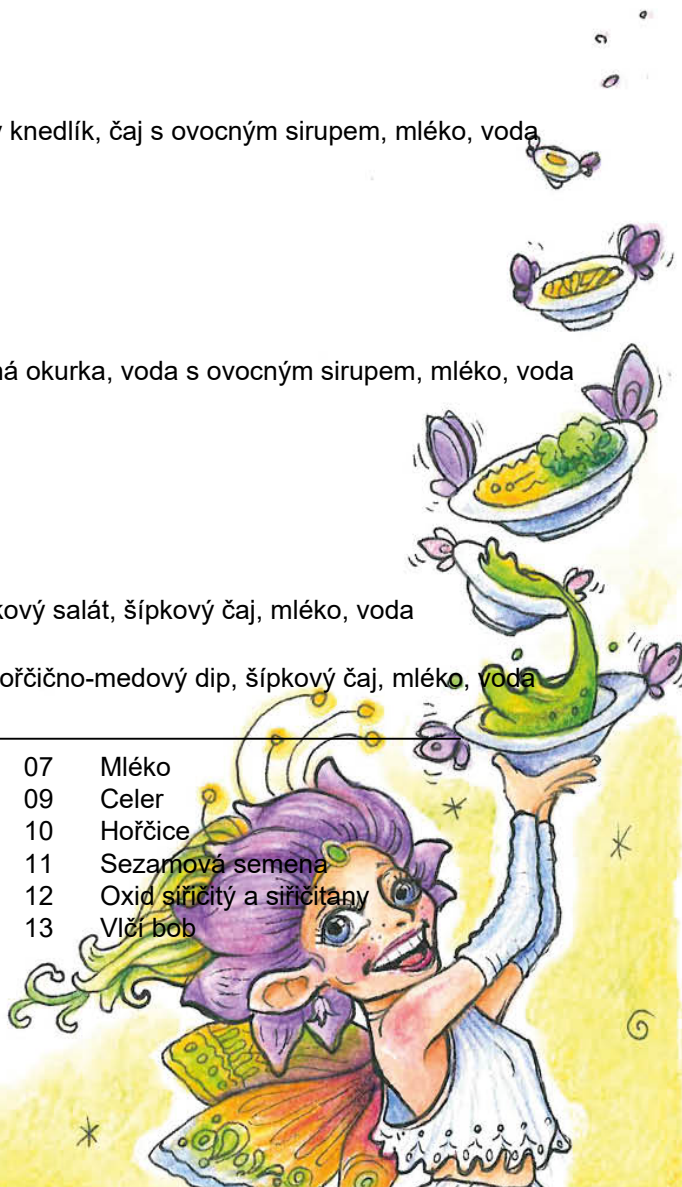 knedlík, čaj s ovocným sirupem, mléko, voda
okurka, voda s ovocným sirupem, mléko, voda
salát, šípkový čaj, mléko, voda
ořčično-medový dip, šípkový čaj, mléko, voda
07 Mléko
09 Celer
10 Hořčice
11 Sezamová semena
12 Oxid siřičitý a siřičitany
13 Vlčí bob